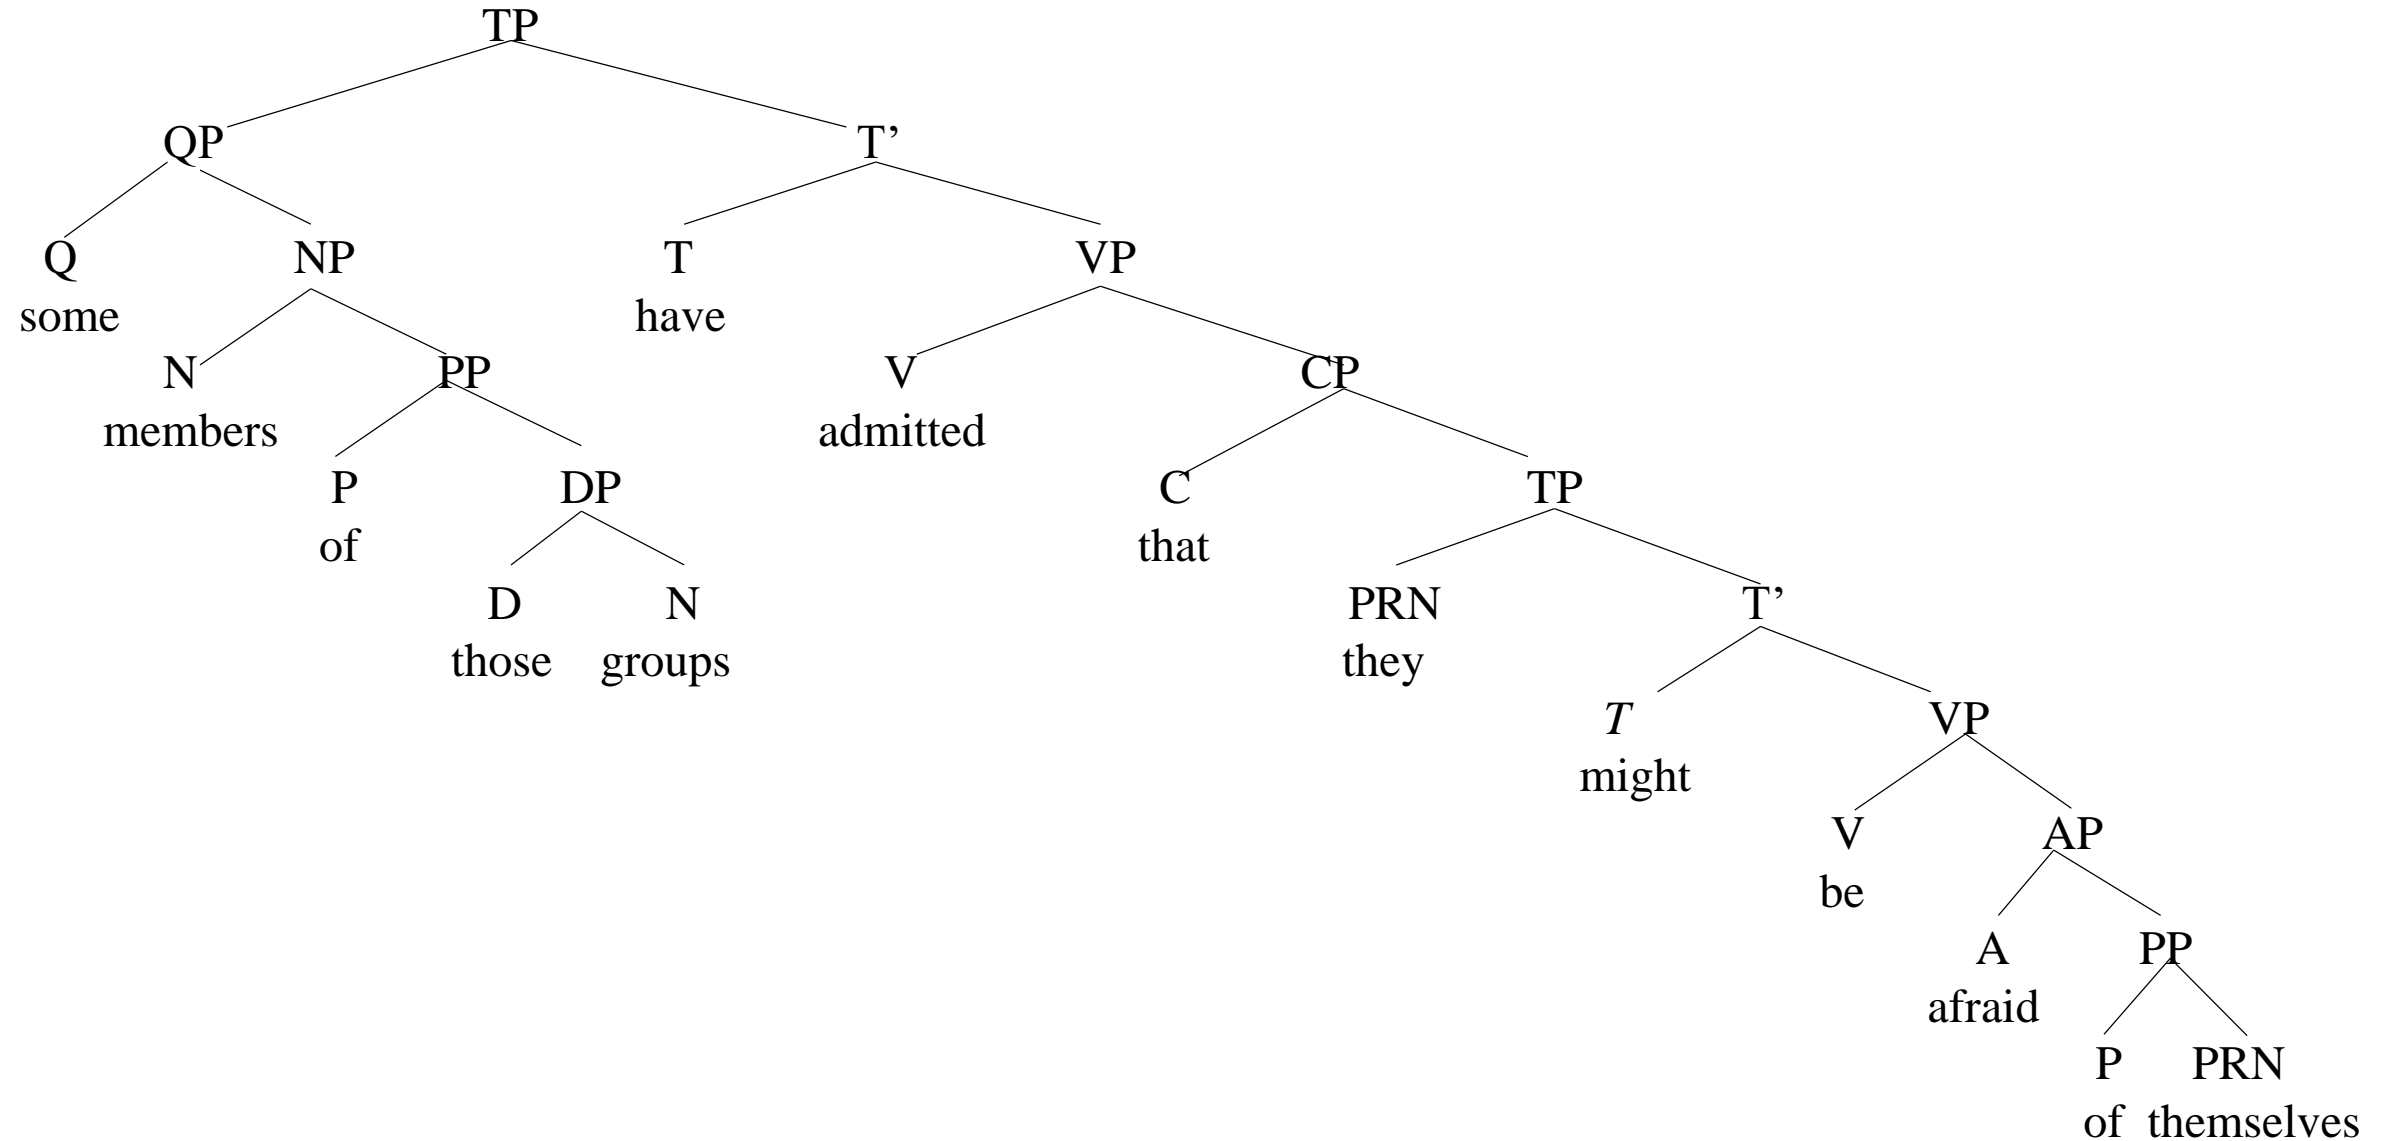 TP
QP T’
Q NP T VP
some have
N PP V CP
members admitted
P DP C TP
of that
D N PRN T’
those groups they
T VP
might
V AP
be
A PP
afraid
P PRN
of themselves